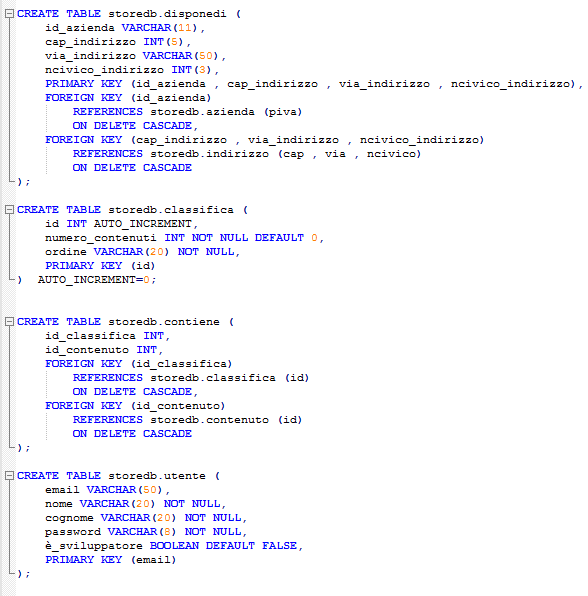 CREATE TABLE storedb.disponedi (
id_azienda VARCHAR(11),
cap_indirizzo INT(5),
via_indirizzo VARCHAR(50),
ncivico_indirizzo INT(3),
PRIMARY KEY (id_azienda , cap_indirizzo , via_indirizzo , ncivico_indirizzo),
FOREIGN KEY (id_azienda)
REFERENCES storedb.azienda (piva)
ON DELETE CASCADE,
FOREIGN KEY (cap_indirizzo , via_indirizzo , ncivico_indirizzo)
REFERENCES storedb.indirizzo (cap , via , ncivico)
ON DELETE CASCADE
);
CREATE TABLE storedb.classifica (
id INT AUTO_INCREMENT,
numero_contenuti INT NOT NULL DEFAULT 0,
ordine VARCHAR(20) NOT NULL,
PRIMARY KEY (id)
)  AUTO_INCREMENT=0;
CREATE TABLE storedb.contiene (
id_classifica INT,
id_contenuto INT,
FOREIGN KEY (id_classifica)
REFERENCES storedb.classifica (id)
ON DELETE CASCADE,
FOREIGN KEY (id_contenuto)
REFERENCES storedb.contenuto (id)
ON DELETE CASCADE
);
CREATE TABLE storedb.utente (
email VARCHAR(50),
nome VARCHAR(20) NOT NULL,
cognome VARCHAR(20) NOT NULL,
password VARCHAR(8) NOT NULL,
è_sviluppatore BOOLEAN DEFAULT FALSE,
PRIMARY KEY (email)
);